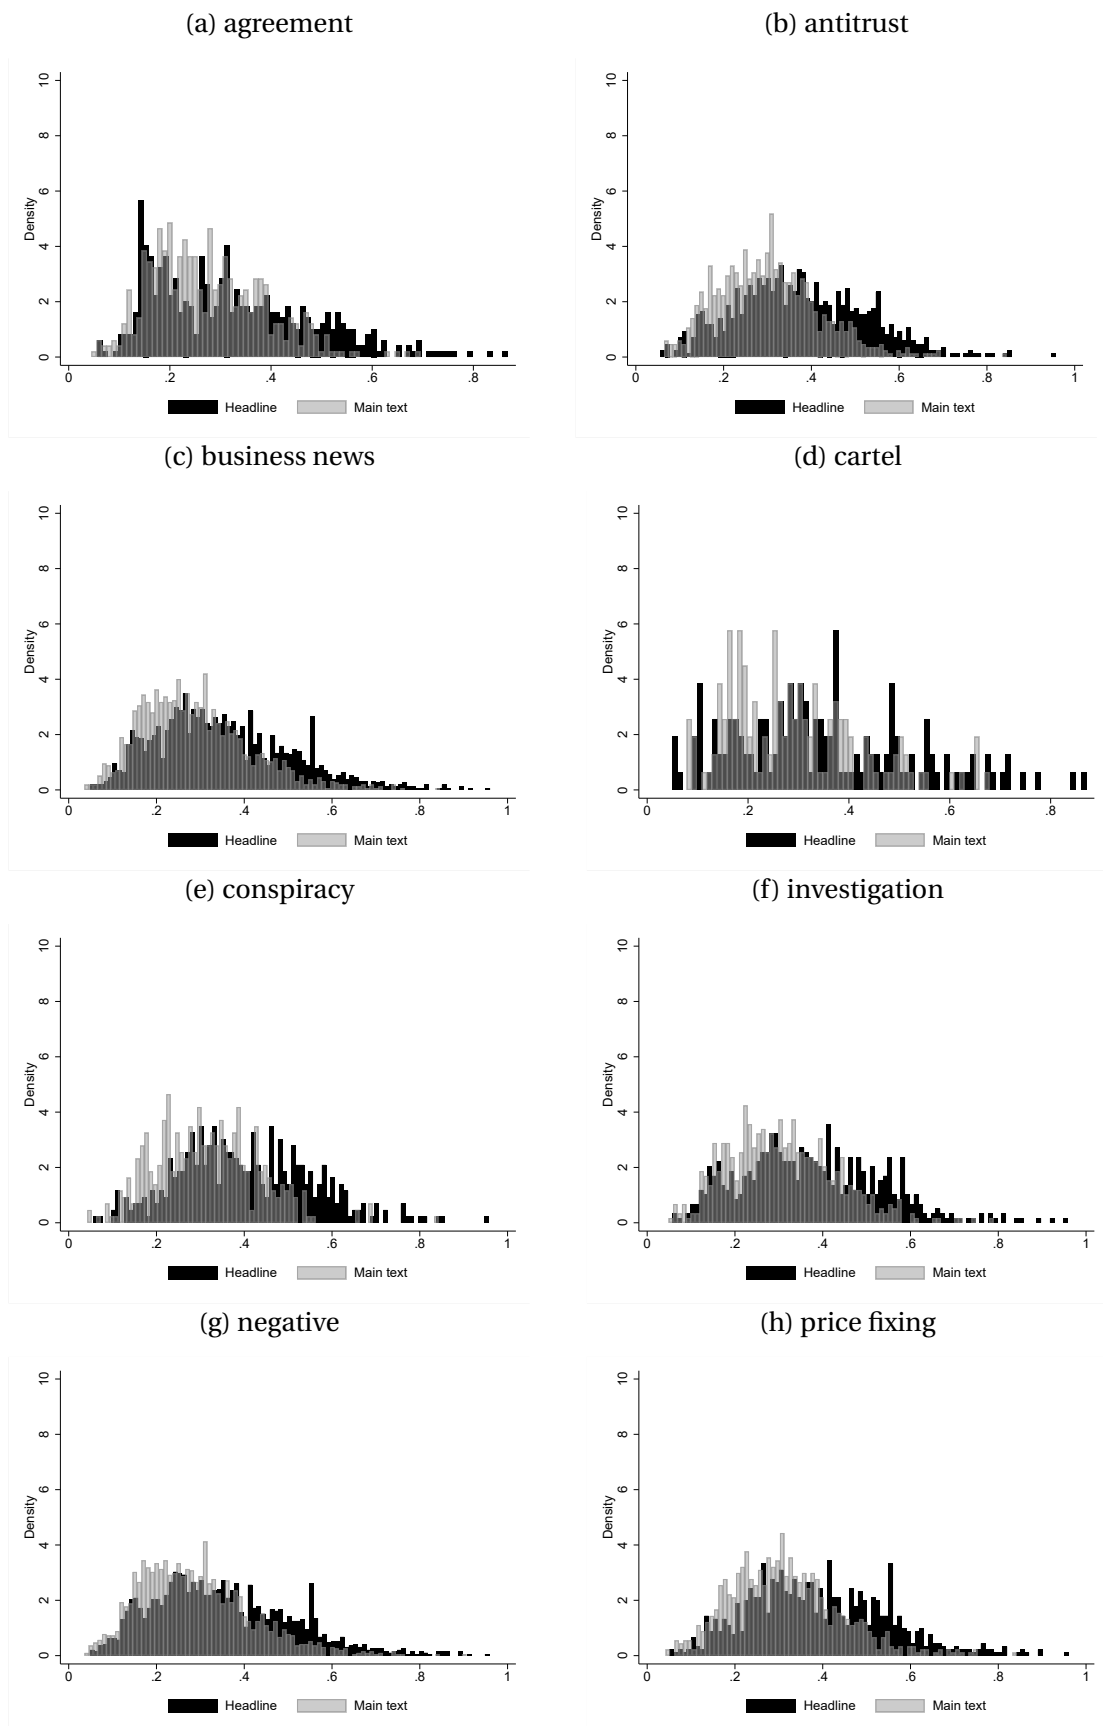 (a) agreement
10
8
6
4
2
0
Density
0 .2 .4 .6 .8
Headline Main text
(b) antitrust
10
8
6
4
2
0
Density
0 .2 .4 .6 .8 1
Headline Main text
(c) business news
10
8
6
4
2
0
Density
0 .2 .4 .6 .8 1
Headline Main text
(d) cartel
10
8
6
4
2
0
Density
0 .2 .4 .6 .8
Headline Main text
(e) conspiracy
10
8
6
4
2
0
Density
0 .2 .4 .6 .8 1
Headline Main text
(f) investigation
10
8
6
4
2
0
Density
0 .2 .4 .6 .8 1
Headline Main text
(g) negative
10
8
6
4
2
0
Density
0 .2 .4 .6 .8 1
Headline Main text
(h) price fixing
10
8
6
4
2
0
Density
0 .2 .4 .6 .8 1
Headline Main text